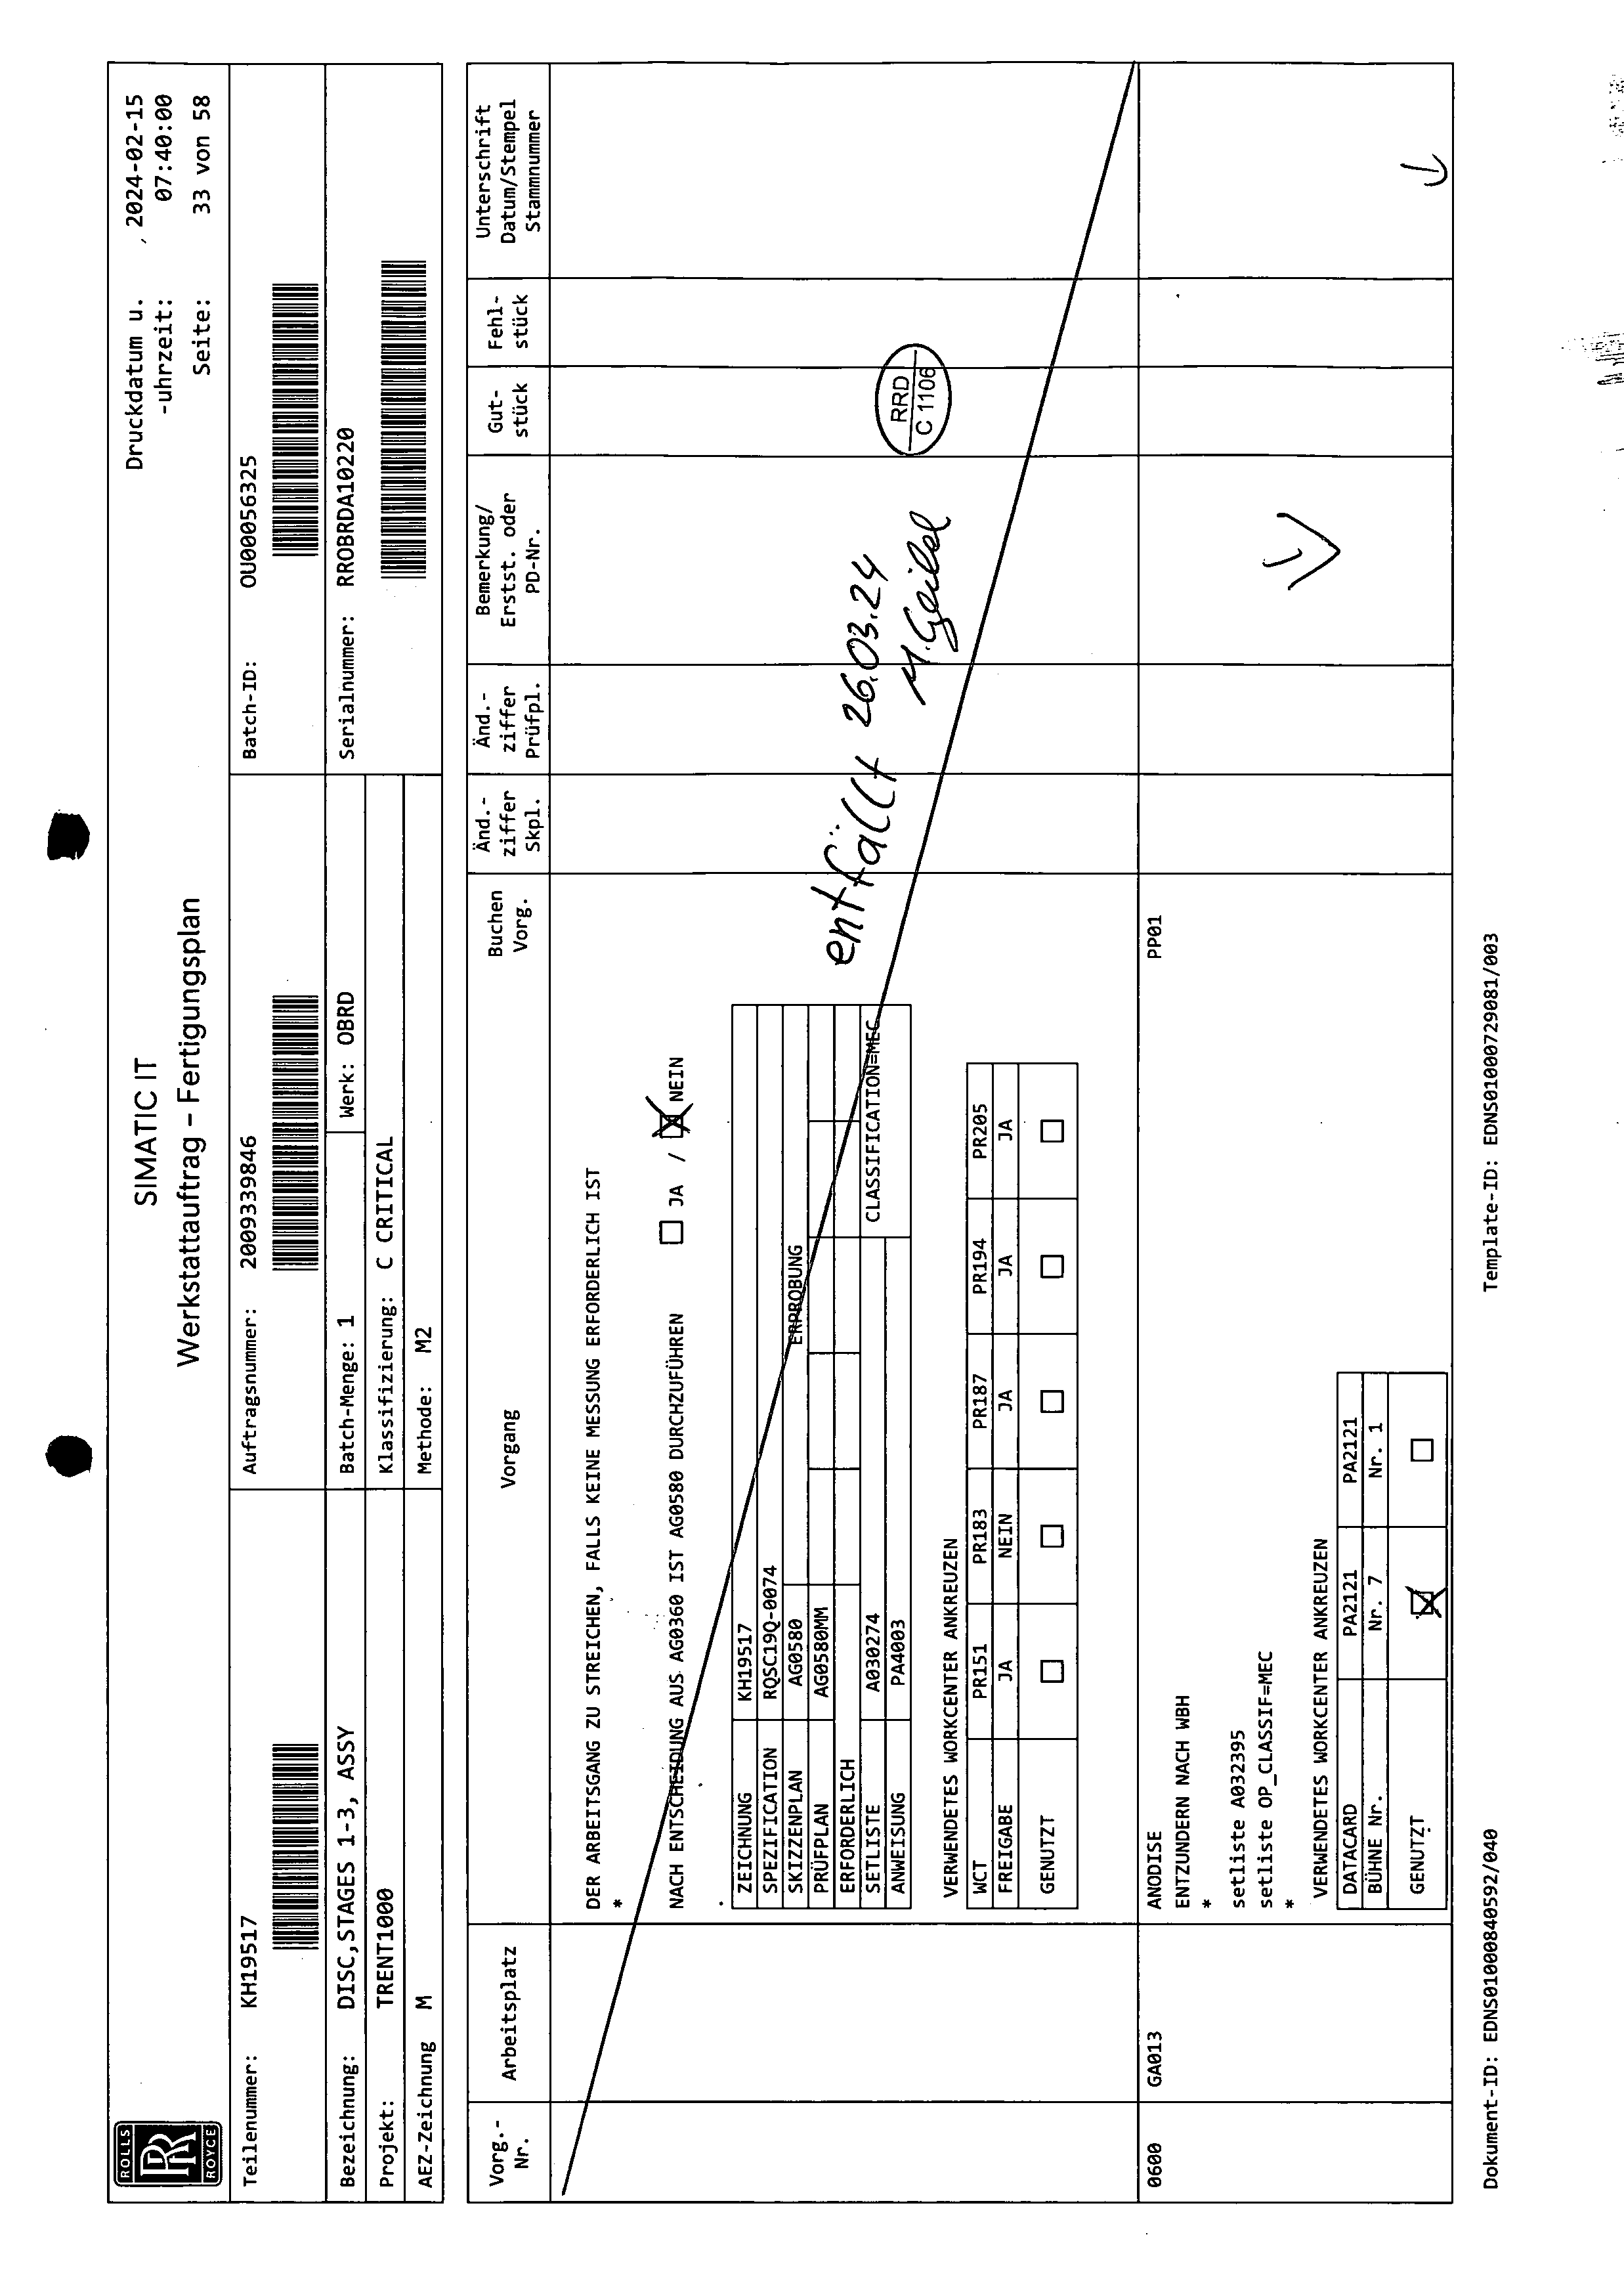 ROLLS
RR
ROYCE
SIMATIC IT
Werkstattauftrag – Fertigungsplan
Druckdatum u. 2024-02-15
-uhrzeit: 07:40:00
Seite: 33 von 58
Teilenummer: KH19517
Auftragsnummer: 2009339846
Batch-ID: OU00056325
Bezeichnung: DISC,STAGES 1-3, ASSY
Batch-Menge: 1
Werk: OBRD
Serialnummer: RROBRDA10220
Projekt: TRENT1000
Klassifizierung: C CRITICAL
AEZ-Zeichnung M
Methode: M2
Vorg.-Nr. Arbeitsplatz Vorgang Buchen Vorg. Änd.-ziffer Skpl. Änd.-ziffer Prüfpl. Bemerkung/ Erstst. oder PD-Nr. Gut-stück Fehl-stück Unterschrift Datum/Stempel Stammnummer
DER ARBEITSGANG ZU STREICHEN, FALLS KEINE MESSUNG ERFORDERLICH IST
*
NACH ENTSCHEIDUNG AUS AG0360 IST AG0580 DURCHZUFÜHREN ☐ JA / ☒ NEIN
ZEICHNUNG KH19517
SPEZIFICATION RQSC19Q-0074
SKIZZENPLAN AG0580 ERPROBUNG
PRÜFPLAN AG0580MM
ERFORDERLICH
SETLISTE A030274 CLASSIFICATION=MEC
ANWEISUNG PA4003
entfällt 26.03.24
M.Geibel
RRD
C 1106
VERWENDETES WORKCENTER ANKREUZEN
WCT PR151 PR183 PR187 PR194 PR205
FREIGABE JA NEIN JA JA JA
GENUTZT ☐ ☐ ☐ ☐ ☐
0600 GA013 ANODISE PP01
ENTZUNDERN NACH WBH
*
setliste A032395
setliste OP_CLASSIF=MEC
*
VERWENDETES WORKCENTER ANKREUZEN
DATACARD PA2121 PA2121
BÜHNE Nr. Nr. 7 Nr. 1
GENUTZT ☒ ☐
Dokument-ID: EDNS01000840592/040
Template-ID: EDNS01000729081/003